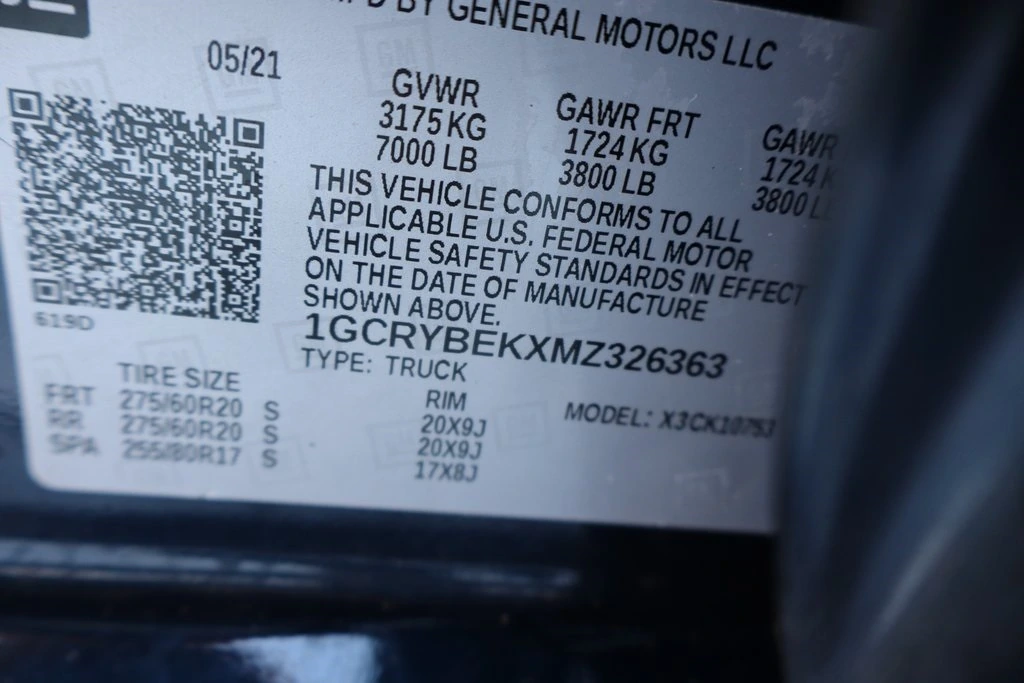 BY GENERAL MOTORS LLC
05/21
GVWR GAWR FRT GAWR
3175 KG 1724 KG 1724
7000 LB 3800 LB 3800
THIS VEHICLE CONFORMS TO ALL
APPLICABLE U.S. FEDERAL MOTOR
VEHICLE SAFETY STANDARDS IN EFFECT
ON THE DATE OF MANUFACTURE
SHOWN ABOVE.
619D
1GCRYBEKXMZ326363
TYPE: TRUCK
TIRE SIZE RIM MODEL: X3CK10753
FRT 275/60R20 S 20X9J
RR 275/60R20 S 20X9J
SPA 255/80R17 S 17X8J